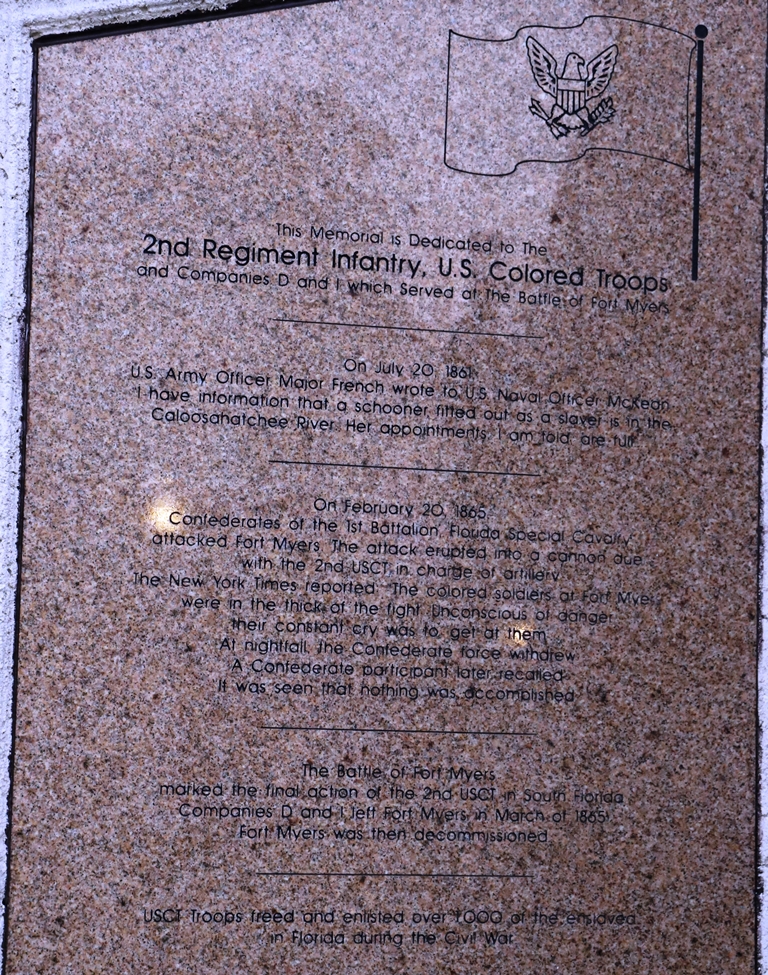 This Memorial is Dedicated to The
2nd Regiment Infantry, U.S. Colored Troops
and Companies D and I which Served at The Battle of Fort Myers
On July 20, 1861,
U.S. Army Officer Major French wrote to U.S. Naval Officer McKean
"I have information that a schooner, fitted out as a slaver is in the
Caloosahatchee River. Her appointments, I am told, are full."
On February 20, 1865,
Confederates of the 1st Battalion, Florida Special Cavalry
attacked Fort Myers. The attack erupted into a cannon due
with the 2nd USCT in charge of artillery.
The New York Times reported: "The colored soldiers at Fort Myers
were in the thick of the fight. Unconscious of danger
their constant cry was to get at them."
At nightfall, the Confederate force withdrew.
A Confederate participant later recalled
"It was seen that nothing was accomplished."
The Battle of Fort Myers
marked the final action of the 2nd USCT in South Florida.
Companies D and I left Fort Myers in March of 1865.
Fort Myers was then decommissioned.
USCT Troops freed and enlisted over 1,000 of the enslaved
in Florida during the Civil War.